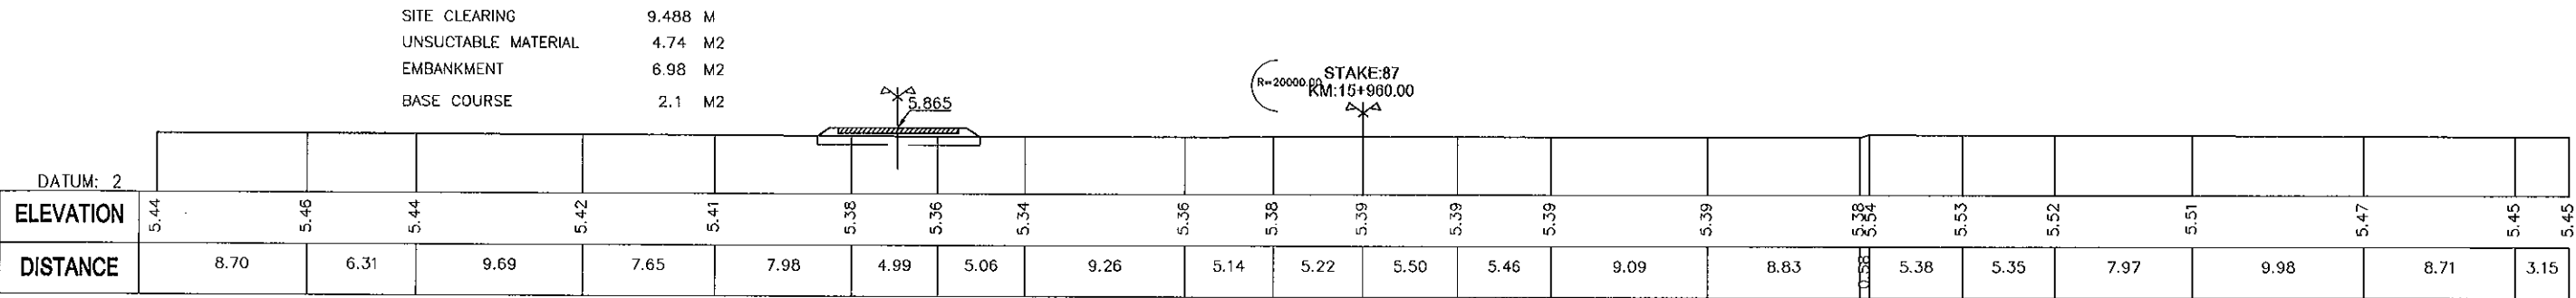 SITE CLEARING 9.488 M
UNSUCTABLE MATERIAL 4.74 M2
EMBANKMENT 6.98 M2
BASE COURSE 2.1 M2
5.865
R=20000.00
STAKE:87
KM:15+960.00
DATUM: 2
ELEVATION 5.44 5.46 5.44 5.42 5.41 5.38 5.36 5.34 5.36 5.38 5.39 5.39 5.39 5.39 5.38 5.54 5.53 5.52 5.51 5.47 5.45 5.45
DISTANCE 8.70 6.31 9.69 7.65 7.98 4.99 5.06 9.26 5.14 5.22 5.50 5.46 9.09 8.83 0.58 5.38 5.35 7.97 9.98 8.71 3.15